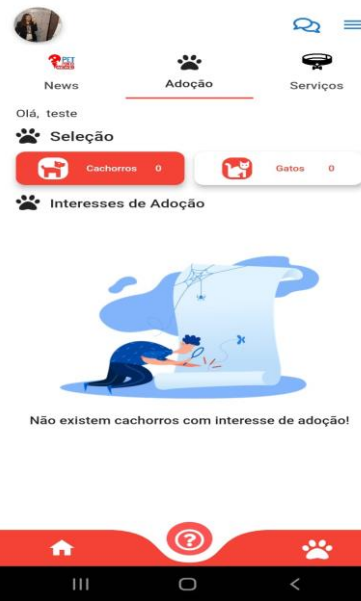 PET
News
Adoção
Serviços
Olá, teste
Seleção
Cachorros 0
Gatos 0
Interesses de Adoção
Não existem cachorros com interesse de adoção!
?